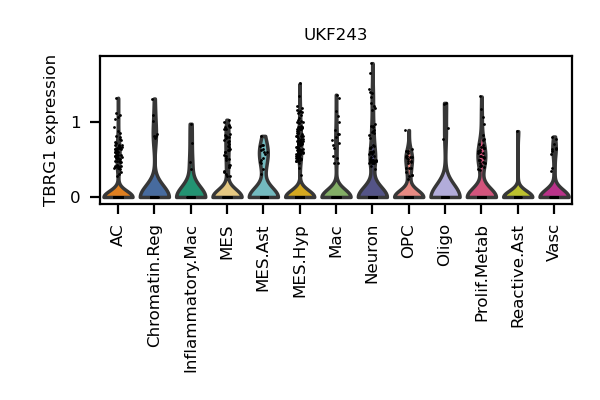 UKF243
TBRG1 expression
1
0
AC
Chromatin.Reg
Inflammatory.Mac
MES
MES.Ast
MES.Hyp
Mac
Neuron
OPC
Oligo
Prolif.Metab
Reactive.Ast
Vasc